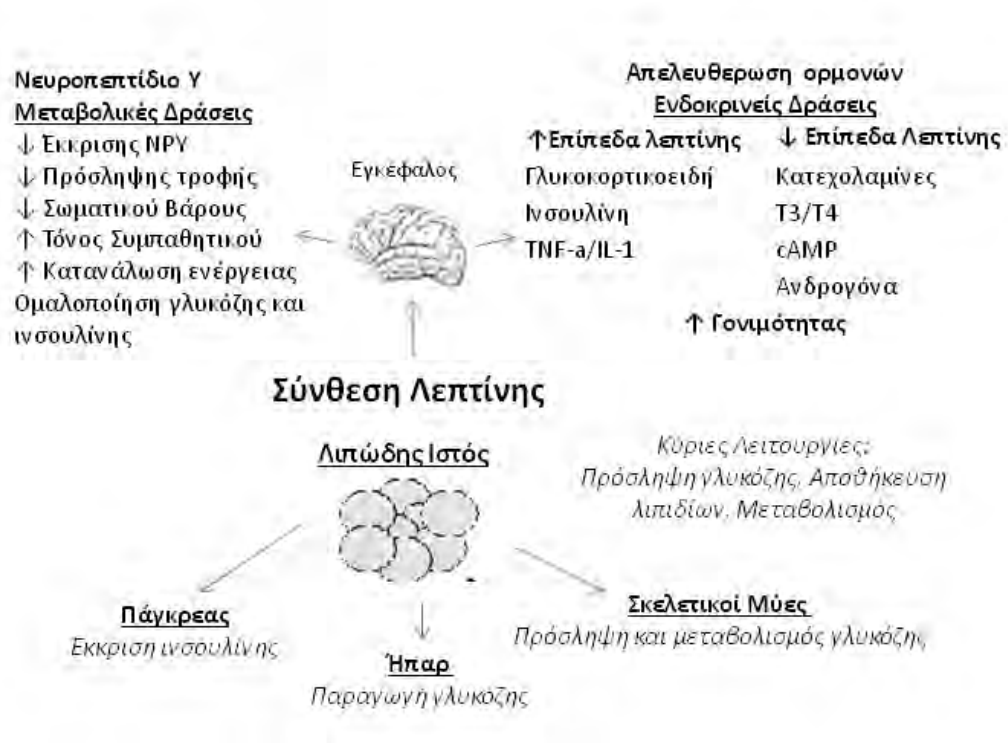 Νευροπεπτίδιο Υ
Μεταβολικές Δράσεις
↓ Έκκρισης NPY
↓ Πρόσληψης τροφής
↓ Σωματικού Βάρους
↑ Τόνος Συμπαθητικού
↑ Κατανάλωση ενέργειας
Ομαλοποίηση γλυκόζης και
ινσουλίνης
Εγκέφαλος
Απελευθερωση ορμονών
Ενδοκρινείς Δράσεις
↑Επίπεδα λεπτίνης
Γλυκοκορτικοειδή
Ινσουλίνη
TNF-a/IL-1
↓ Επίπεδα Λεπτίνης
Κατεχολαμίνες
T3/T4
cAMP
Ανδρογόνα
↑ Γονιμότητας
Σύνθεση Λεπτίνης
Λιπώδης Ιστός
Κύριες Λειτουργιες:
Πρόσληψη γλυκόζης, Αποθήκευση
λιπιδίων, Μεταβολισμός
Πάγκρεας
Έκκριση ινσουλίνης
Ήπαρ
Παραγωγή γλυκόζης
Σκελετικοί Μύες
Πρόσληψη και μεταβολισμός γλυκόζης